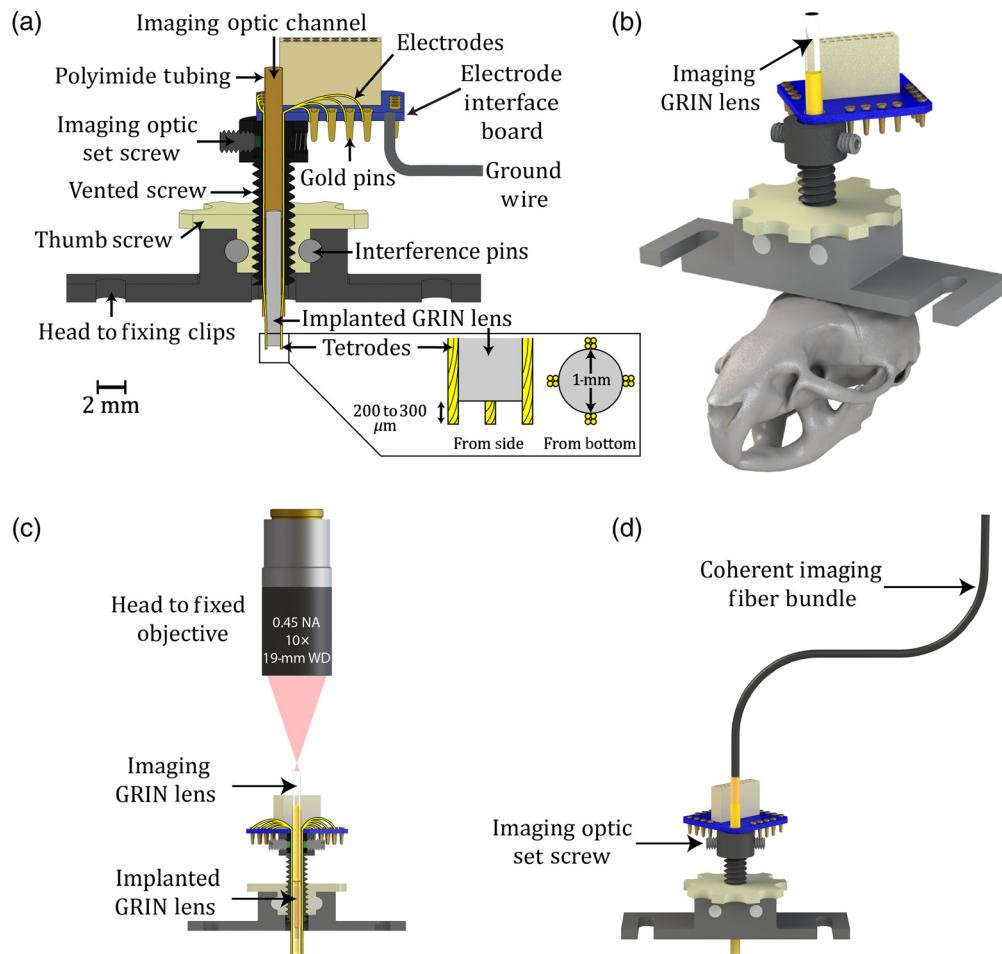 (a)
Imaging optic channel
Polyimide tubing
Electrodes
Electrode
interface
board
Imaging optic
set screw
Gold pins
Ground
wire
Vented screw
Thumb screw
Interference pins
Head to fixing clips
Implanted GRIN lens
Tetrodes
2 mm
200 to 300
μm
1-mm
From side
From bottom
(b)
Imaging
GRIN lens
(c)
Head to fixed
objective
0.45 NA
10×
19-mm WD
Imaging
GRIN lens
Implanted
GRIN lens
(d)
Coherent imaging
fiber bundle
Imaging optic
set screw